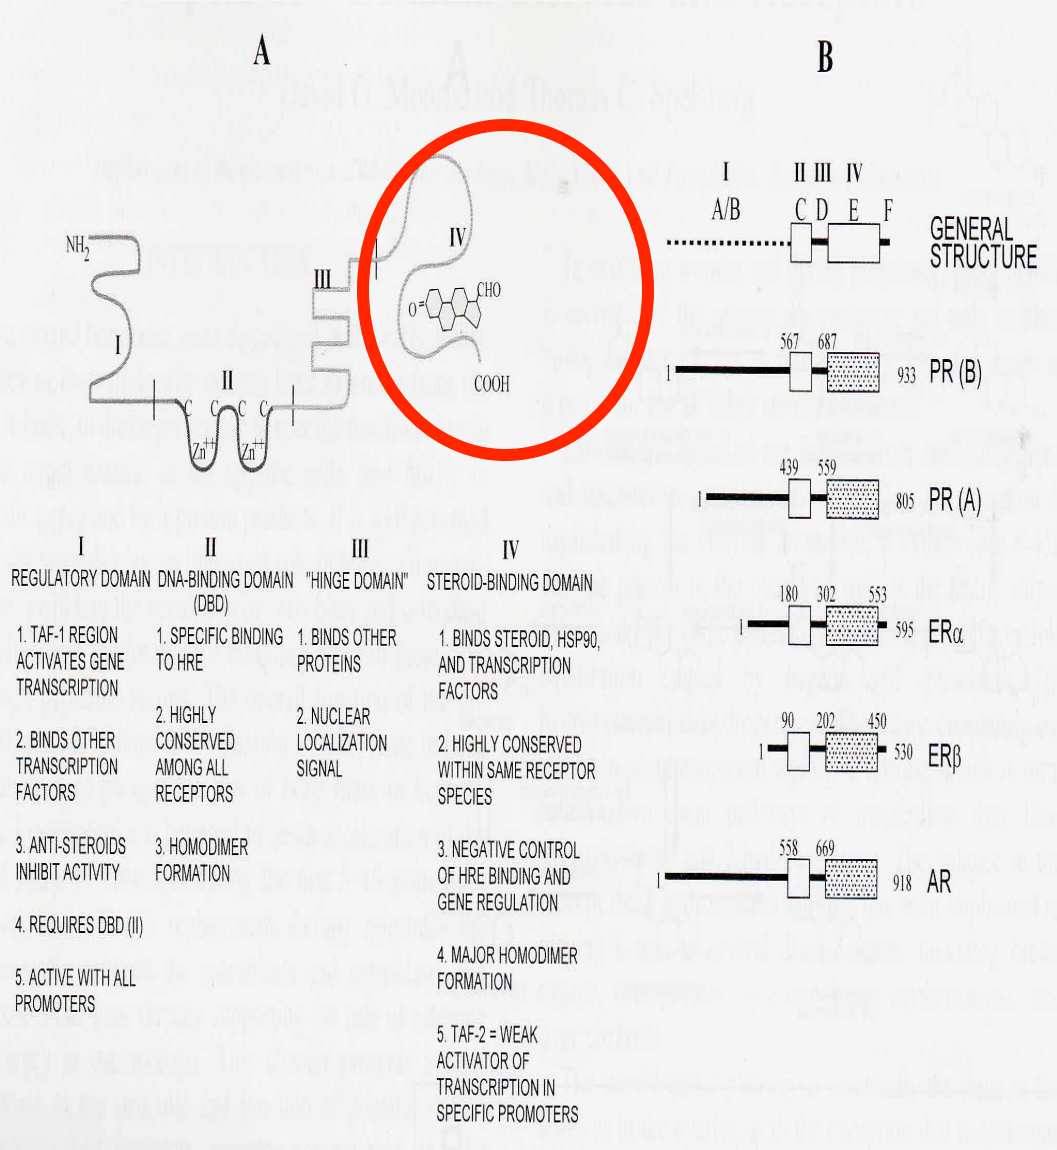 A
NH2
I
II
III
IV
C C C C
Zn++ Zn++
O=
CHO
COOH
I
REGULATORY DOMAIN
1. TAF-1 REGION
ACTIVATES GENE
TRANSCRIPTION
2. BINDS OTHER
TRANSCRIPTION
FACTORS
3. ANTI-STEROIDS
INHIBIT ACTIVITY
4. REQUIRES DBD (II)
5. ACTIVE WITH ALL
PROMOTERS
II
DNA-BINDING DOMAIN
(DBD)
1. SPECIFIC BINDING
TO HRE
2. HIGHLY
CONSERVED
AMONG ALL
RECEPTORS
3. HOMODIMER
FORMATION
III
"HINGE DOMAIN"
1. BINDS OTHER
PROTEINS
2. NUCLEAR
LOCALIZATION
SIGNAL
IV
STEROID-BINDING DOMAIN
1. BINDS STEROID, HSP90,
AND TRANSCRIPTION
FACTORS
2. HIGHLY CONSERVED
WITHIN SAME RECEPTOR
SPECIES
3. NEGATIVE CONTROL
OF HRE BINDING AND
GENE REGULATION
4. MAJOR HOMODIMER
FORMATION
5. TAF-2 = WEAK
ACTIVATOR OF
TRANSCRIPTION IN
SPECIFIC PROMOTERS
B
I II III IV
A/B C D E F
GENERAL
STRUCTURE
567 687
1 933 PR (B)
439 559
1 805 PR (A)
180 302 553
1 595 ERα
90 202 450
1 530 ERβ
558 669
1 918 AR